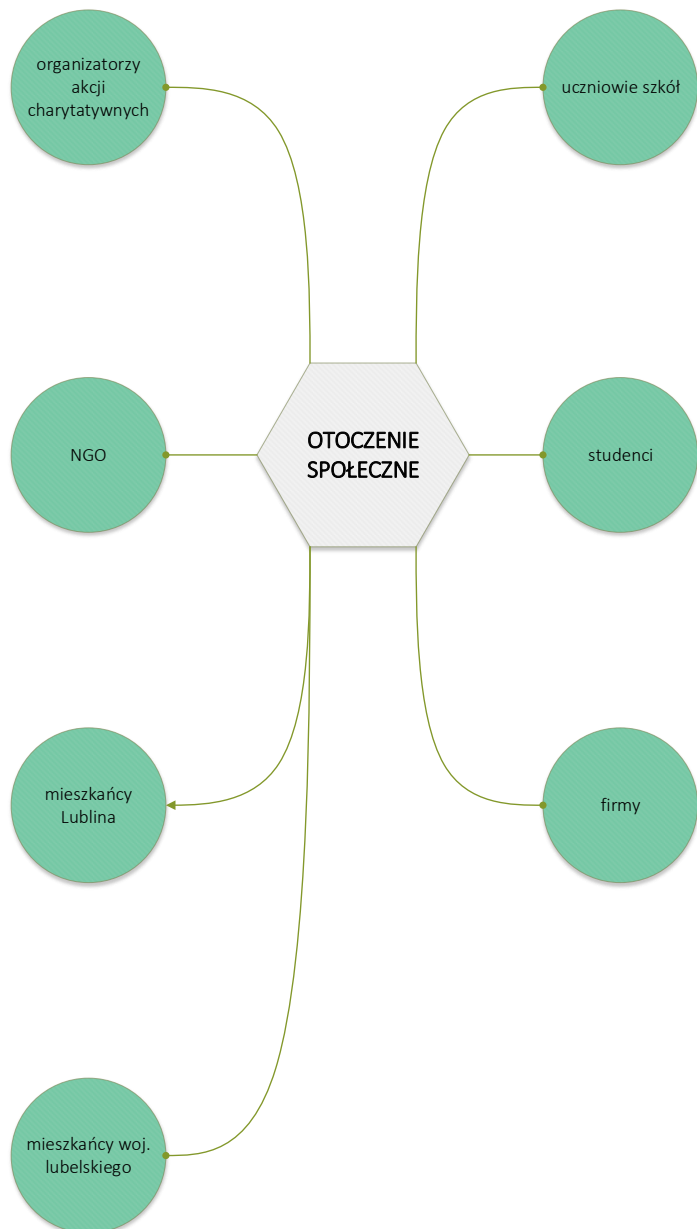 organizatorzy
akcji
charytatywnych
uczniowie szkół
OTOCZENIE
SPOŁECZNE
NGO
studenci
mieszkańcy
Lublina
firmy
mieszkańcy woj.
lubelskiego